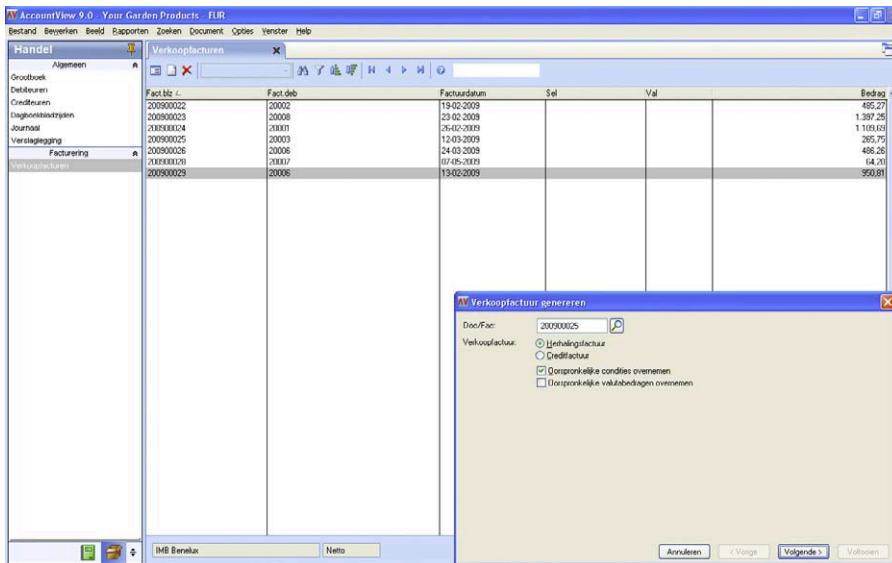 AccountView 9.0 - Your Garden Products - EUR
Bestand Bewerken Beeld Rapporten Zoeken Document Opties Venster Help
Handel
Verkoopfacturen
Algemeen
Grootboek
Debiteuren
Crediteuren
Dagboekbladzijden
Journaal
Verslaglegging
Facturering
Verkoopfacturen
Fact.blz Fact.deb Factuurdatum Sel Val Bedrag
200900022 20002 19-02-2009 485,27
200900023 20008 23-02-2009 1.397,25
200900024 20001 26-02-2009 1.109,69
200900025 20003 12-03-2009 265,75
200900026 20006 24-03-2009 486,26
200900028 20007 07-05-2009 64,20
200900029 20006 13-02-2009 950,81
Verkoopfactuur genereren
Doc/Fac: 200900025
Verkoopfactuur: Herhalingsfactuur
Creditfactuur
Oorspronkelijke condities overnemen
Oorspronkelijke valutabedragen overnemen
IMB Benelux Netto
Annuleren < Vorige Volgende > Voltooien